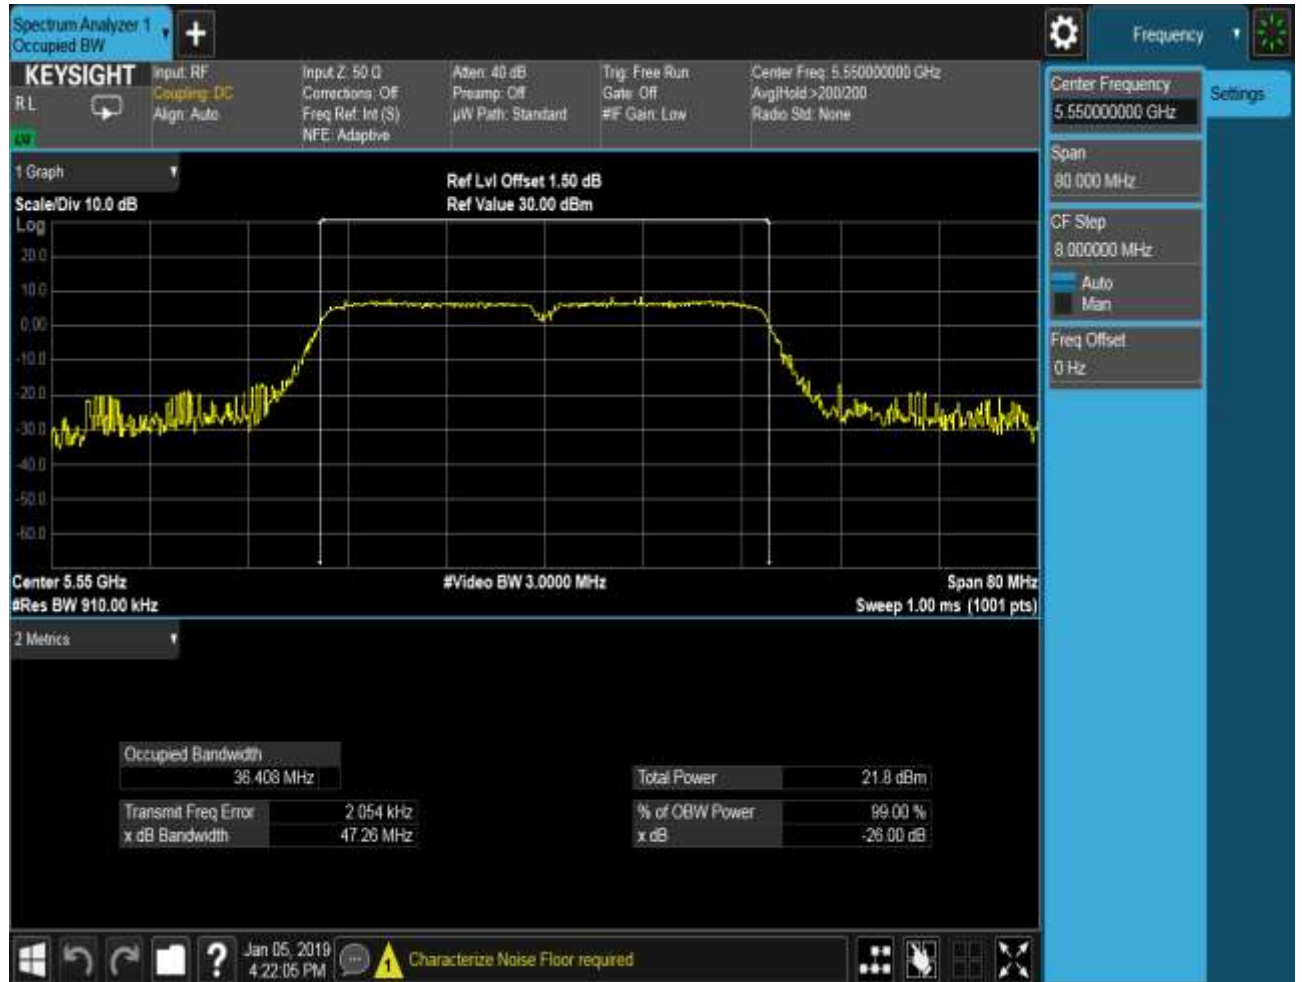 Spectrum Analyzer 1
Occupied BW
Frequency
KEYSIGHT
RL
Input: RF
Coupling: DC
Align: Auto
Input Z: 50 Ω
Corrections: Off
Freq Ref: Int (S)
NFE: Adaptive
Atten: 40 dB
Preamp: Off
µW Path: Standard
Trig: Free Run
Gate: Off
#IF Gain: Low
Center Freq: 5.550000000 GHz
Avg|Hold:>200/200
Radio Std: None
Center Frequency
5.550000000 GHz
Settings
Span
80.000 MHz
CF Step
8.000000 MHz
Auto
Man
Freq Offset
0 Hz
1 Graph
Scale/Div 10.0 dB
Ref Lvl Offset 1.50 dB
Ref Value 30.00 dBm
Log
20.0
10.0
0.00
-10.0
-20.0
-30.0
-40.0
-50.0
-60.0
Center 5.55 GHz
#Video BW 3.0000 MHz
Span 80 MHz
#Res BW 910.00 kHz
Sweep 1.00 ms (1001 pts)
2 Metrics
Occupied Bandwidth
36.408 MHz
Total Power 21.8 dBm
Transmit Freq Error 2.054 kHz
% of OBW Power 99.00 %
x dB Bandwidth 47.26 MHz
x dB -26.00 dB
Jan 05, 2019
4:22:05 PM
1
Characterize Noise Floor required